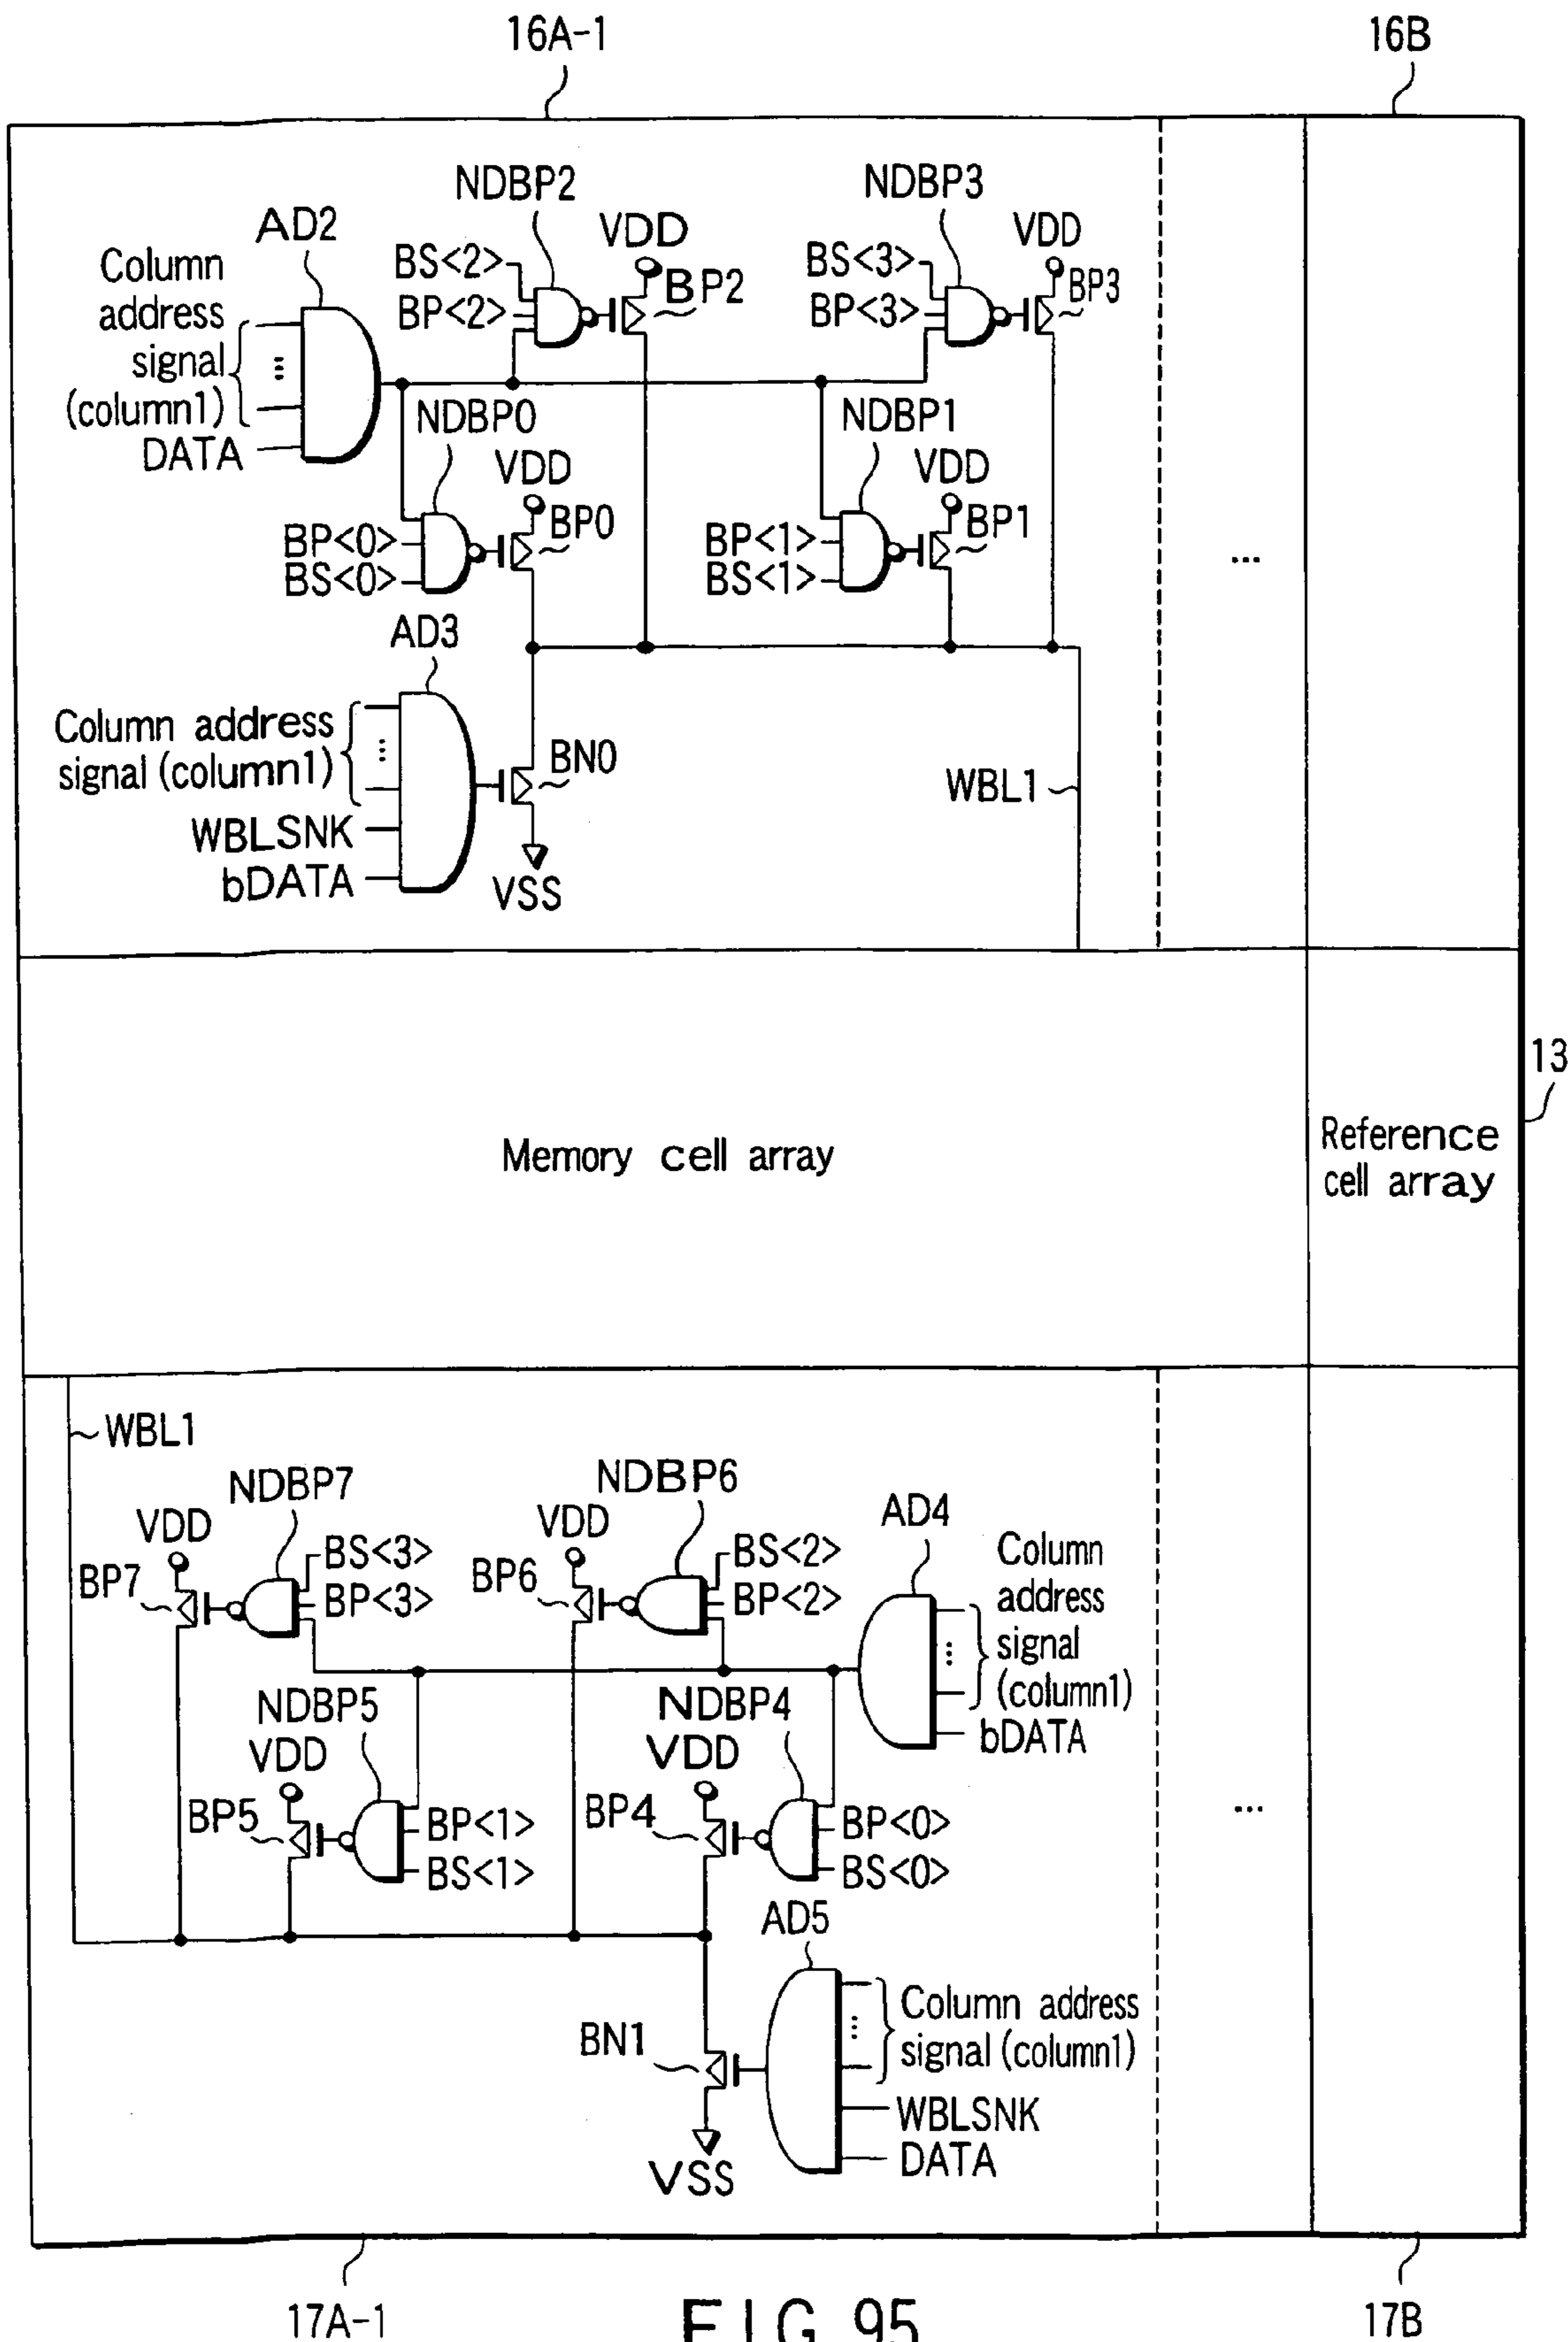 16A-1
16B
NDBP2
NDBP3
AD2
VDD
VDD
Column
address
signal
(column1)
...
DATA
BS<2>
BP<2>
BP2
BS<3>
BP<3>
BP3
NDBP0
NDBP1
VDD
VDD
BP<0>
BS<0>
BP0
BP<1>
BS<1>
BP1
...
AD3
Column address
signal (column1)
...
WBLSNK
bDATA
BN0
VSS
WBL1
13
Memory cell array
Reference
cell array
WBL1
NDBP7
NDBP6
AD4
VDD
VDD
BP7
BS<3>
BP<3>
BP6
BS<2>
BP<2>
Column
address
signal
(column1)
...
bDATA
NDBP5
NDBP4
VDD
VDD
BP5
BP<1>
BS<1>
BP4
BP<0>
BS<0>
...
AD5
BN1
Column address
signal (column1)
...
WBLSNK
DATA
VSS
17A-1
17B
FIG. 95